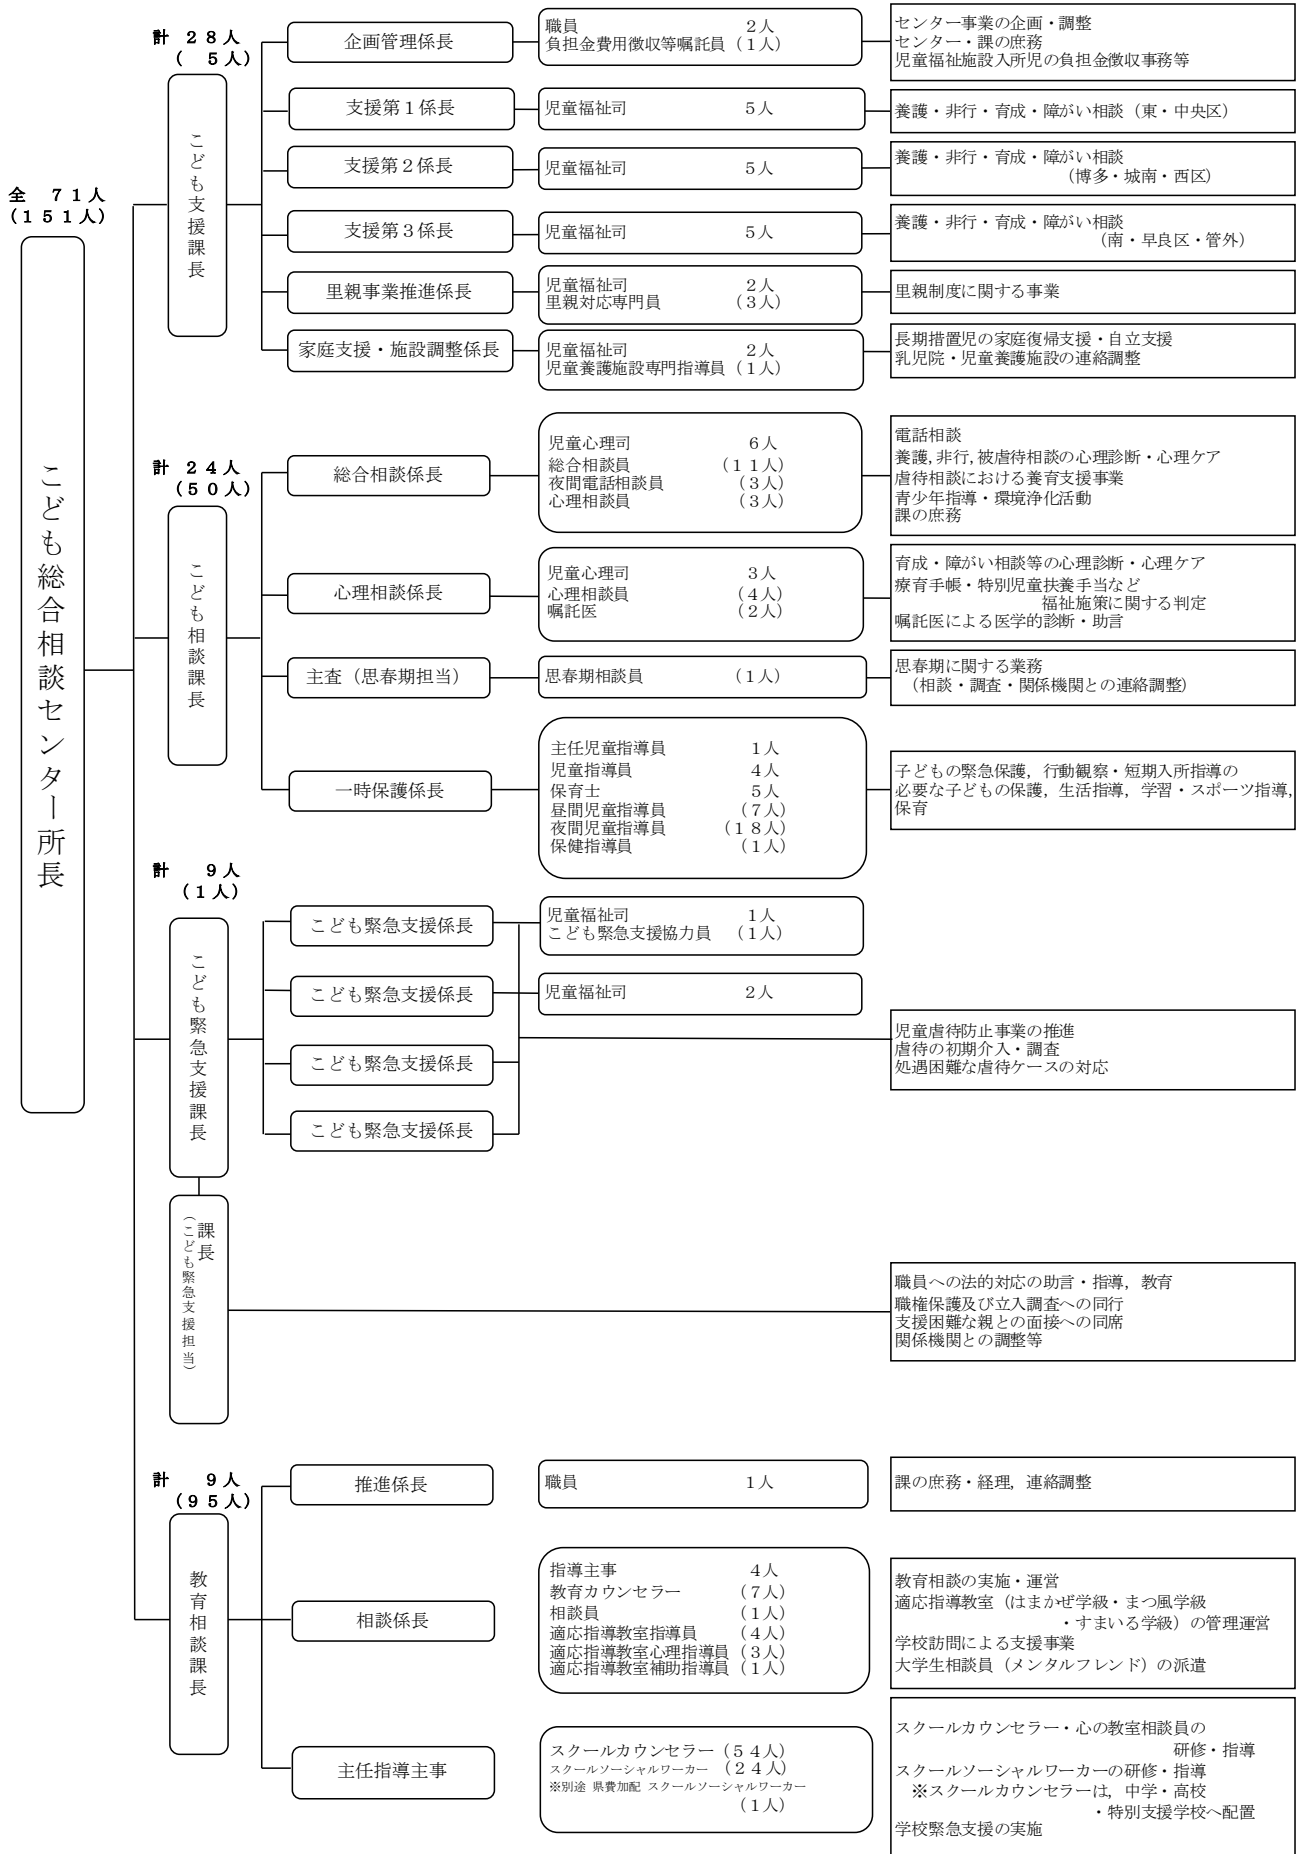 全　７１人
(１５１人)
こども総合相談センター所長
計 ２８人
(　５人)
こども支援課長
企画管理係長
職員　２人
負担金費用徴収等嘱託員（１人）
センター事業の企画・調整
センター・課の庶務
児童福祉施設入所児の負担金徴収事務等
支援第１係長
児童福祉司　５人
養護・非行・育成・障がい相談（東・中央区）
支援第２係長
児童福祉司　５人
養護・非行・育成・障がい相談
（博多・城南・西区）
支援第３係長
児童福祉司　５人
養護・非行・育成・障がい相談
（南・早良区・管外）
里親事業推進係長
児童福祉司　２人
里親対応専門員　（３人）
里親制度に関する事業
家庭支援・施設調整係長
児童福祉司　２人
児童養護施設専門指導員（１人）
長期措置児の家庭復帰支援・自立支援
乳児院・児童養護施設の連絡調整
計 ２４人
(５０人)
こども相談課長
総合相談係長
児童心理司　６人
総合相談員　（１１人）
夜間電話相談員　（３人）
心理相談員　（３人）
電話相談
養護,非行,被虐待相談の心理診断・心理ケア
虐待相談における養育支援事業
青少年指導・環境浄化活動
課の庶務
心理相談係長
児童心理司　３人
心理相談員　（４人）
嘱託医　（２人）
育成・障がい相談等の心理診断・心理ケア
療育手帳・特別児童扶養手当など
福祉施策に関する判定
嘱託医による医学的診断・助言
主査（思春期担当）
思春期相談員　（１人）
思春期に関する業務
（相談・調査・関係機関との連絡調整）
一時保護係長
主任児童指導員　１人
児童指導員　４人
保育士　５人
昼間児童指導員　（７人）
夜間児童指導員　（１８人）
保健指導員　（１人）
子どもの緊急保護，行動観察・短期入所指導の
必要な子どもの保護，生活指導，学習・スポーツ指導，
保育
計　９人
(１人)
こども緊急支援課長
こども緊急支援係長
児童福祉司　１人
こども緊急支援協力員　（１人）
こども緊急支援係長
児童福祉司　２人
こども緊急支援係長
こども緊急支援係長
児童虐待防止事業の推進
虐待の初期介入・調査
処遇困難な虐待ケースの対応
課長
（こども緊急支援担当）
職員への法的対応の助言・指導，教育
職権保護及び立入調査への同行
支援困難な親との面接への同席
関係機関との調整等
計　９人
(９５人)
教育相談課長
推進係長
職員　１人
課の庶務・経理，連絡調整
相談係長
指導主事　４人
教育カウンセラー　（７人）
相談員　（１人）
適応指導教室指導員　（４人）
適応指導教室心理指導員（３人）
適応指導教室補助指導員（１人）
教育相談の実施・運営
適応指導教室（はまかぜ学級・まつ風学級
・すまいる学級）の管理運営
学校訪問による支援事業
大学生相談員（メンタルフレンド）の派遣
主任指導主事
スクールカウンセラー（５４人）
スクールソーシャルワーカー　（２４人）
※別途 県費加配 スクールソーシャルワーカー
（１人）
スクールカウンセラー・心の教室相談員の
研修・指導
スクールソーシャルワーカーの研修・指導
※スクールカウンセラーは，中学・高校
・特別支援学校へ配置
学校緊急支援の実施